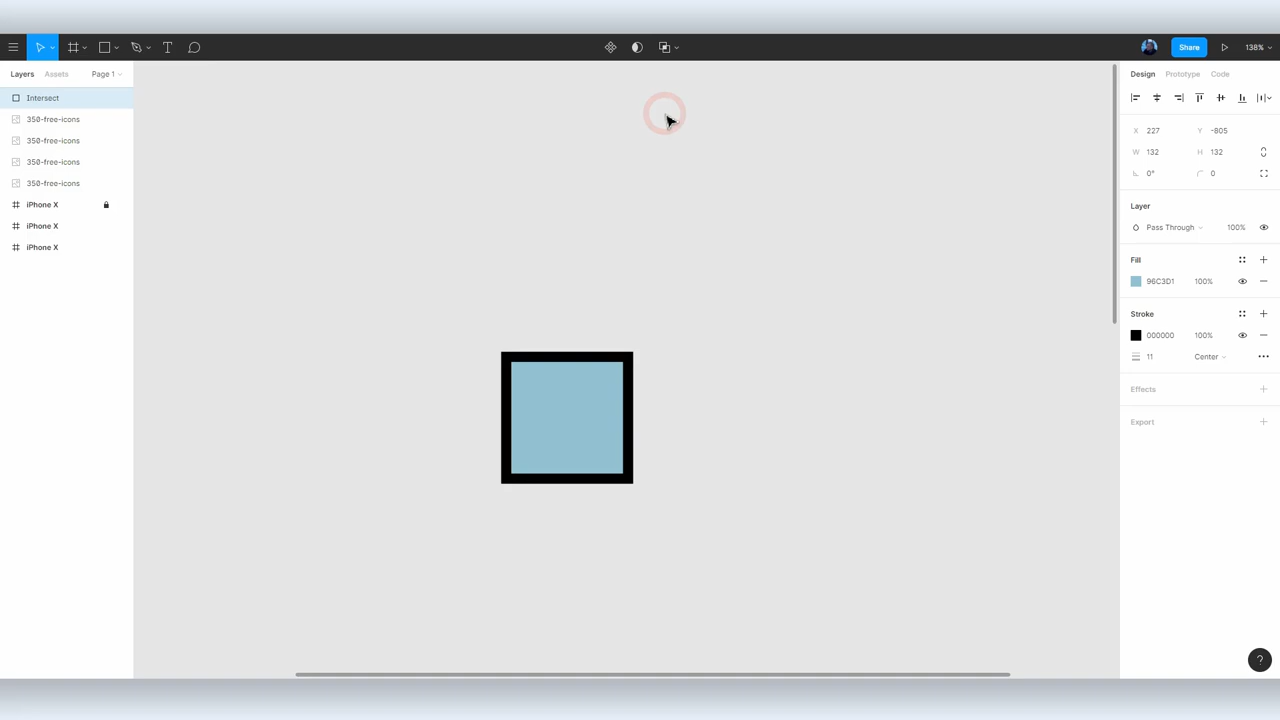 Share
138%
Layers Assets Page 1
Intersect
350-free-icons
350-free-icons
350-free-icons
350-free-icons
iPhone X
iPhone X
iPhone X
Design Prototype Code
X 227 Y -805
W 132 H 132
0° 0
Layer
Pass Through 100%
Fill
96C3D1 100%
Stroke
000000 100%
11 Center
Effects
Export
?